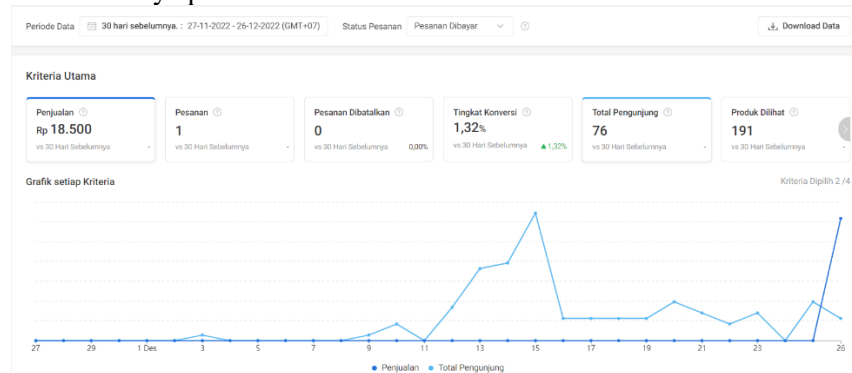 Periode Data 30 hari sebelumnya. : 27-11-2022 - 26-12-2022 (GMT+07) Status Pesanan Pesanan Dibayar Download Data
Kriteria Utama
Penjualan
Rp 18.500
vs 30 Hari Sebelumnya -
Pesanan
1
vs 30 Hari Sebelumnya -
Pesanan Dibatalkan
0
vs 30 Hari Sebelumnya 0,00%
Tingkat Konversi
1,32%
vs 30 Hari Sebelumnya ▲1,32%
Total Pengunjung
76
vs 30 Hari Sebelumnya -
Produk Dilihat
191
vs 30 Hari Sebelumnya -
Grafik setiap Kriteria Kriteria Dipilih 2 /4
27 29 1 Des 3 5 7 9 11 13 15 17 19 21 23 26
Penjualan Total Pengunjung